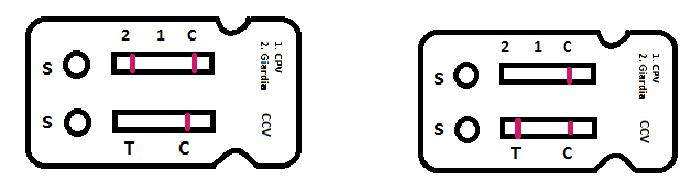 2 1 C
S
1. CPV
2. Giardia
S
CCV
T C
2 1 C
S
1. CPV
2. Giardia
S
CCV
T C